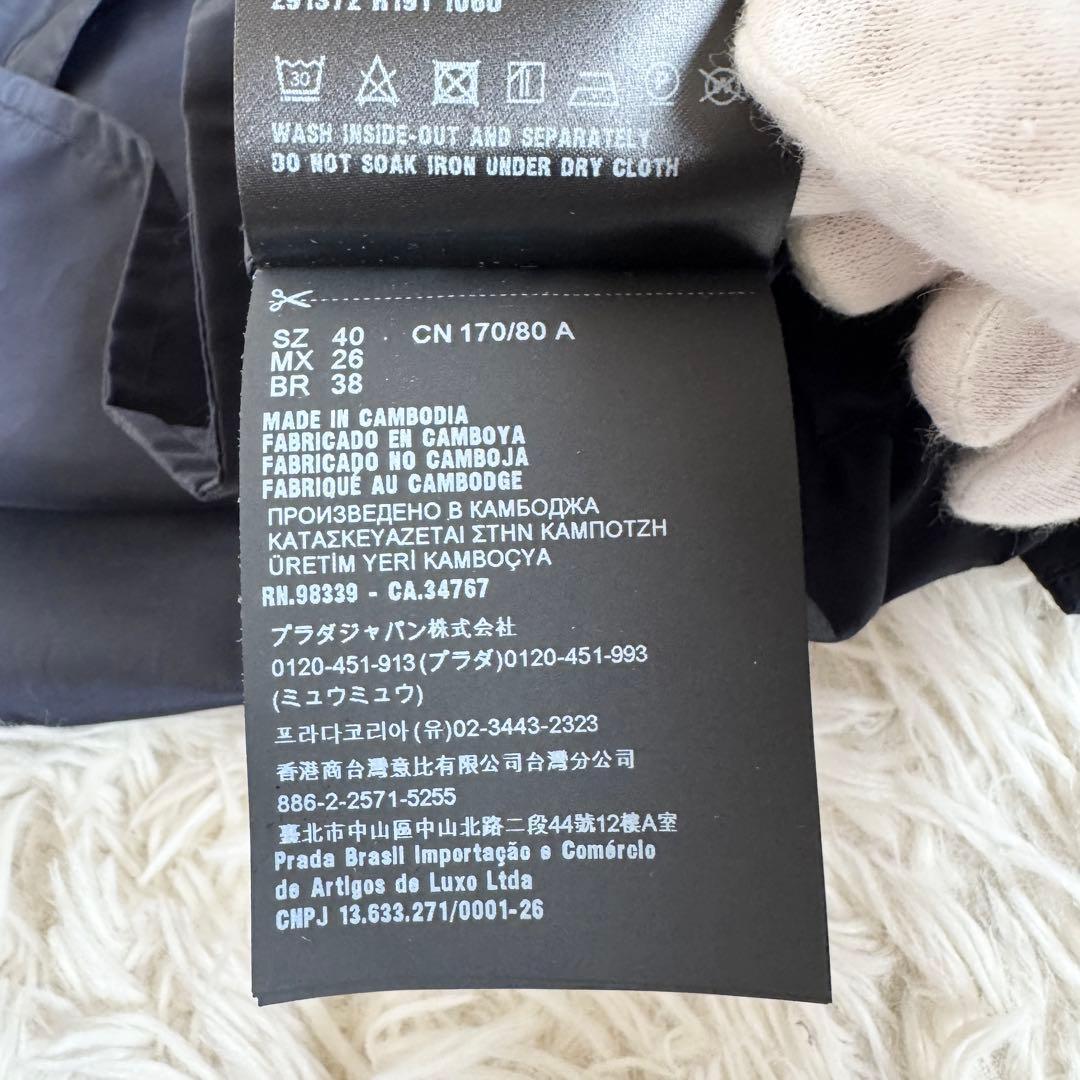 291372 R191 1060
30
WASH INSIDE-OUT AND SEPARATELY
DO NOT SOAK IRON UNDER DRY CLOTH
SZ 40 · CN 170/80 A
MX 26
BR 38
MADE IN CAMBODIA
FABRICADO EN CAMBOYA
FABRICADO NO CAMBOJA
FABRIQUÉ AU CAMBODGE
ПРОИЗВЕДЕНО В КАМБОДЖА
ΚΑΤΑΣΚΕΥΑΖΕΤΑΙ ΣΤΗΝ ΚΑΜΠΟΤΖΗ
ÜRETİM YERİ KAMBOÇYA
RN.98339 - CA.34767
プラダジャパン株式会社
0120-451-913(プラダ)0120-451-993
(ミュウミュウ)
프라다코리아(유)02-3443-2323
香港商台灣意比有限公司台灣分公司
886-2-2571-5255
臺北市中山區中山北路二段44號12樓A室
Prada Brasil Importação e Comércio
de Artigos de Luxo Ltda
CNPJ 13.633.271/0001-26